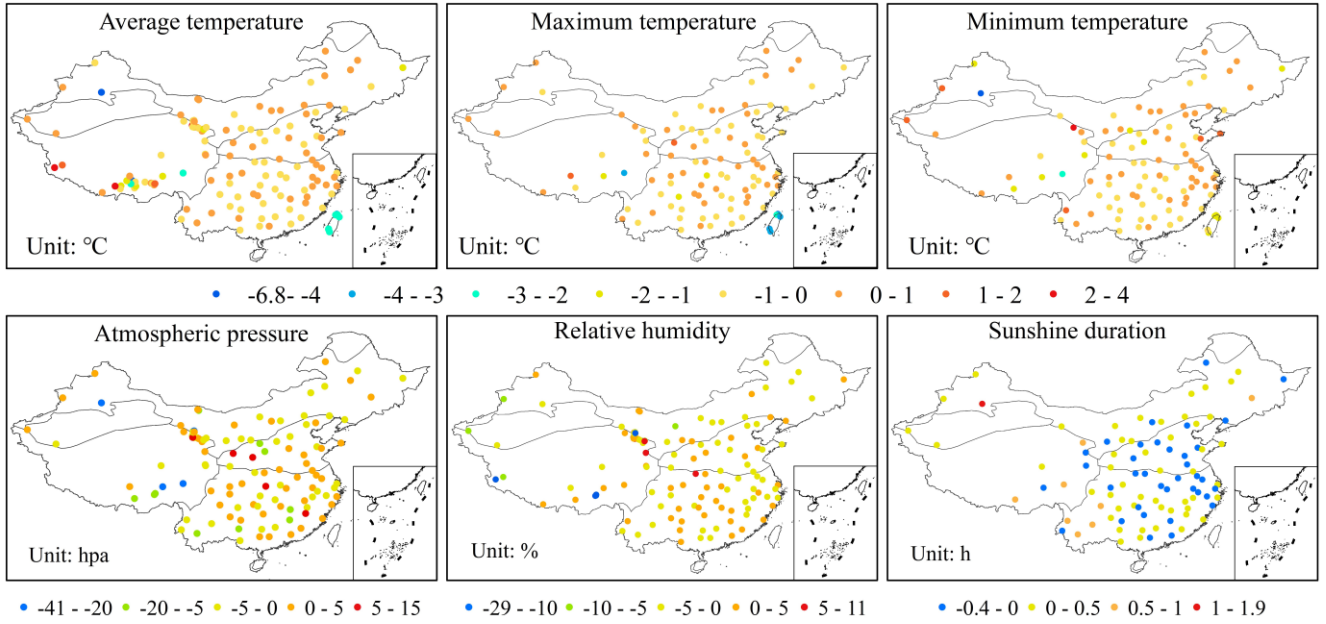 Average temperature
Maximum temperature
Minimum temperature
Unit: °C
Unit: °C
Unit: °C
-6.8- -4
-4 - -3
-3 - -2
-2 - -1
-1 - 0
0 - 1
1 - 2
2 - 4
Atmospheric pressure
Relative humidity
Sunshine duration
Unit: hpa
Unit: %
Unit: h
-41 - -20
-20 - -5
-5 - 0
0 - 5
5 - 15
-29 - -10
-10 - -5
-5 - 0
0 - 5
5 - 11
-0.4 - 0
0 - 0.5
0.5 - 1
1 - 1.9